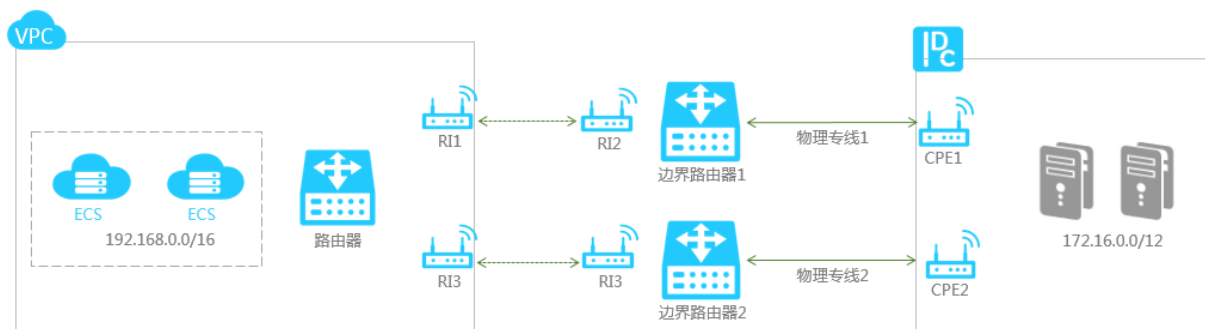 VPC
IDC
RI1
RI2
物理专线1
CPE1
边界路由器1
ECS
ECS
192.168.0.0/16
路由器
172.16.0.0/12
RI3
RI3
物理专线2
CPE2
边界路由器2